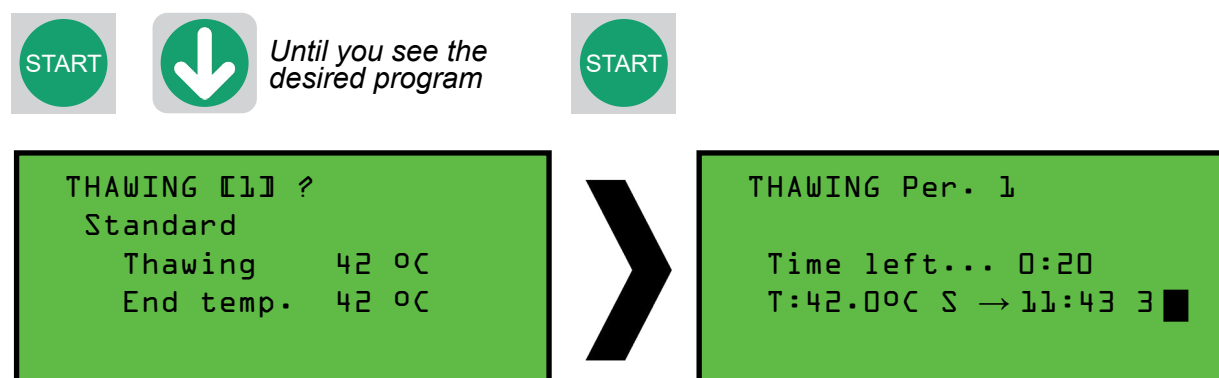 START
Until you see the
desired program
START
THAWING [1] ?
Standard
Thawing 42 ºC
End temp. 42 ºC
THAWING Per. 1
Time left... 0:20
T:42.0ºC S →11:43 3